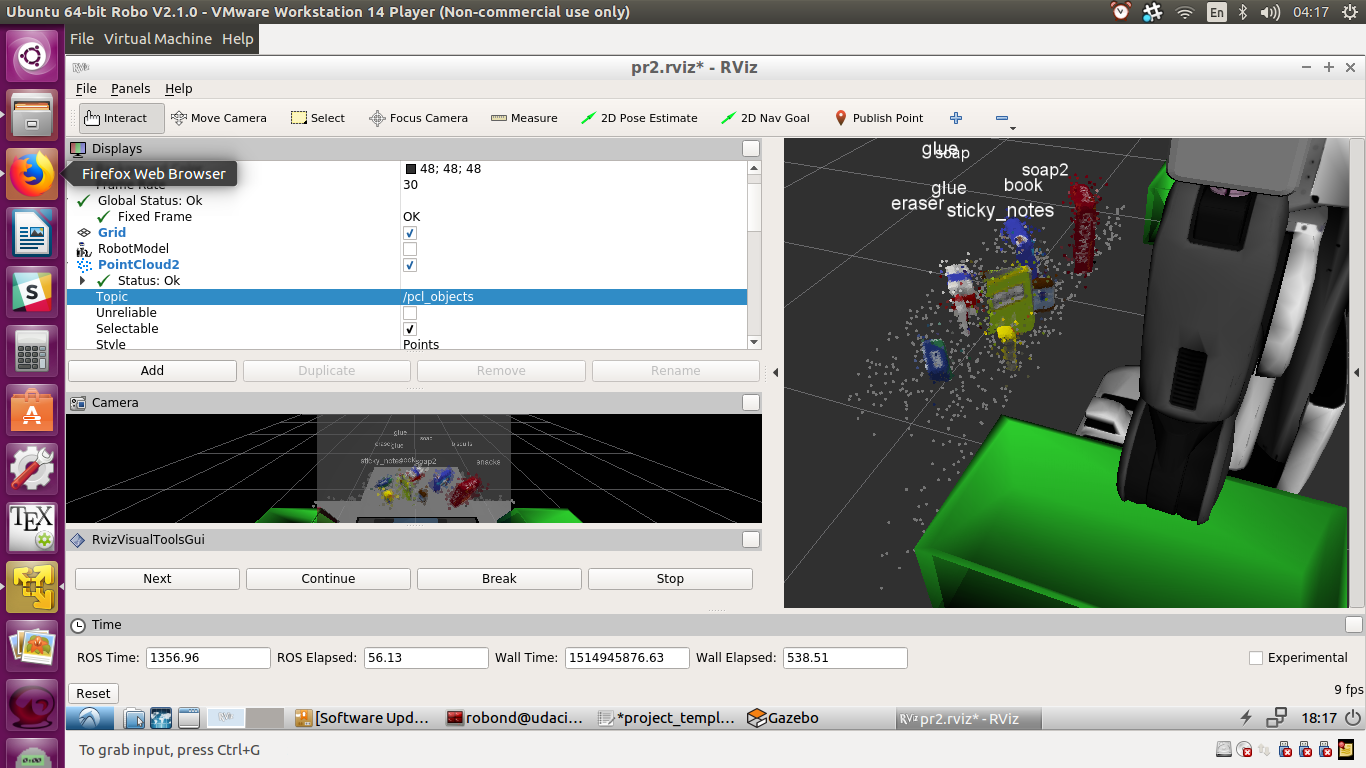 Ubuntu 64-bit Robo V2.1.0 - VMware Workstation 14 Player (Non-commercial use only)
En
04:17
File Virtual Machine Help
pr2.rviz* - RViz
File Panels Help
Interact Move Camera Select Focus Camera Measure 2D Pose Estimate 2D Nav Goal Publish Point
Displays
48; 48; 48
Firefox Web Browser
Frame Rate 30
Global Status: Ok
Fixed Frame OK
Grid
RobotModel
PointCloud2
Status: Ok
Topic /pcl_objects
Unreliable
Selectable
Style Points
Add Duplicate Remove Rename
Camera
glue
soap
glue
biscuits
sticky_notes
book
soap2
snacks
RvizVisualToolsGui
Next Continue Break Stop
glue
soap
soap2
glue
book
eraser
sticky_notes
Time
ROS Time: 1356.96 ROS Elapsed: 56.13 Wall Time: 1514945876.63 Wall Elapsed: 538.51 Experimental
Reset
9 fps
[Software Upd... robond@udaci... *project_templ... Gazebo pr2.rviz* - RViz 18:17
To grab input, press Ctrl+G